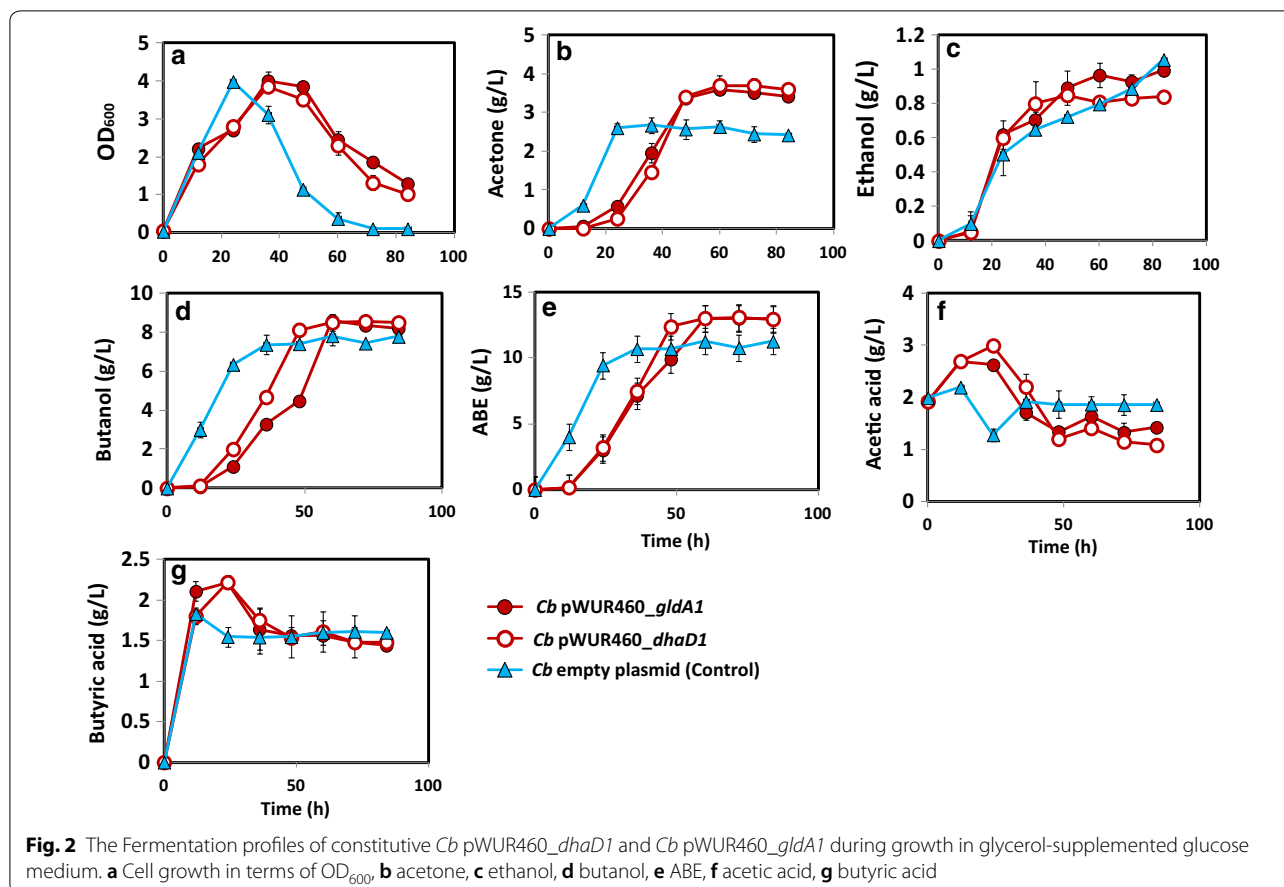 a
OD600
5
4
3
2
1
0
0 20 40 60 80 100
b
Acetone (g/L)
5
4
3
2
1
0
0 20 40 60 80 100
c
Ethanol (g/L)
1.2
1
0.8
0.6
0.4
0.2
0
0 20 40 60 80 100
d
Butanol (g/L)
10
8
6
4
2
0
0 50 100
e
ABE (g/L)
15
10
5
0
0 50 100
Time (h)
f
Acetic acid (g/L)
4
3
2
1
0
0 50 100
Time (h)
g
Butyric acid (g/L)
2.5
2
1.5
1
0.5
0
0 50 100
Time (h)
Cb pWUR460_gldA1
Cb pWUR460_dhaD1
Cb empty plasmid (Control)
Fig. 2 The Fermentation profiles of constitutive Cb pWUR460_dhaD1 and Cb pWUR460_gldA1 during growth in glycerol-supplemented glucose
medium. a Cell growth in terms of OD600, b acetone, c ethanol, d butanol, e ABE, f acetic acid, g butyric acid